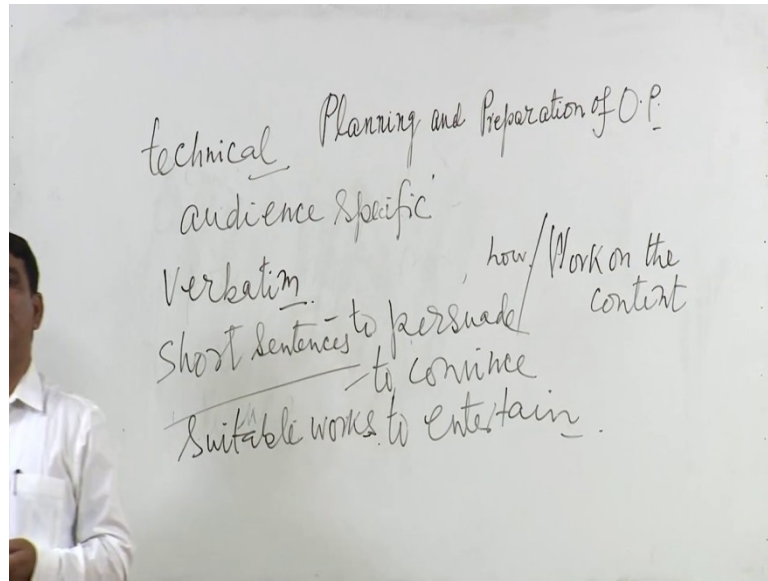 Planning and Preparation of O.P.
technical
audience specific
Verbatim
how / Work on the
content
Short Sentences - to persuade
- to convince
Suitable works to entertain.